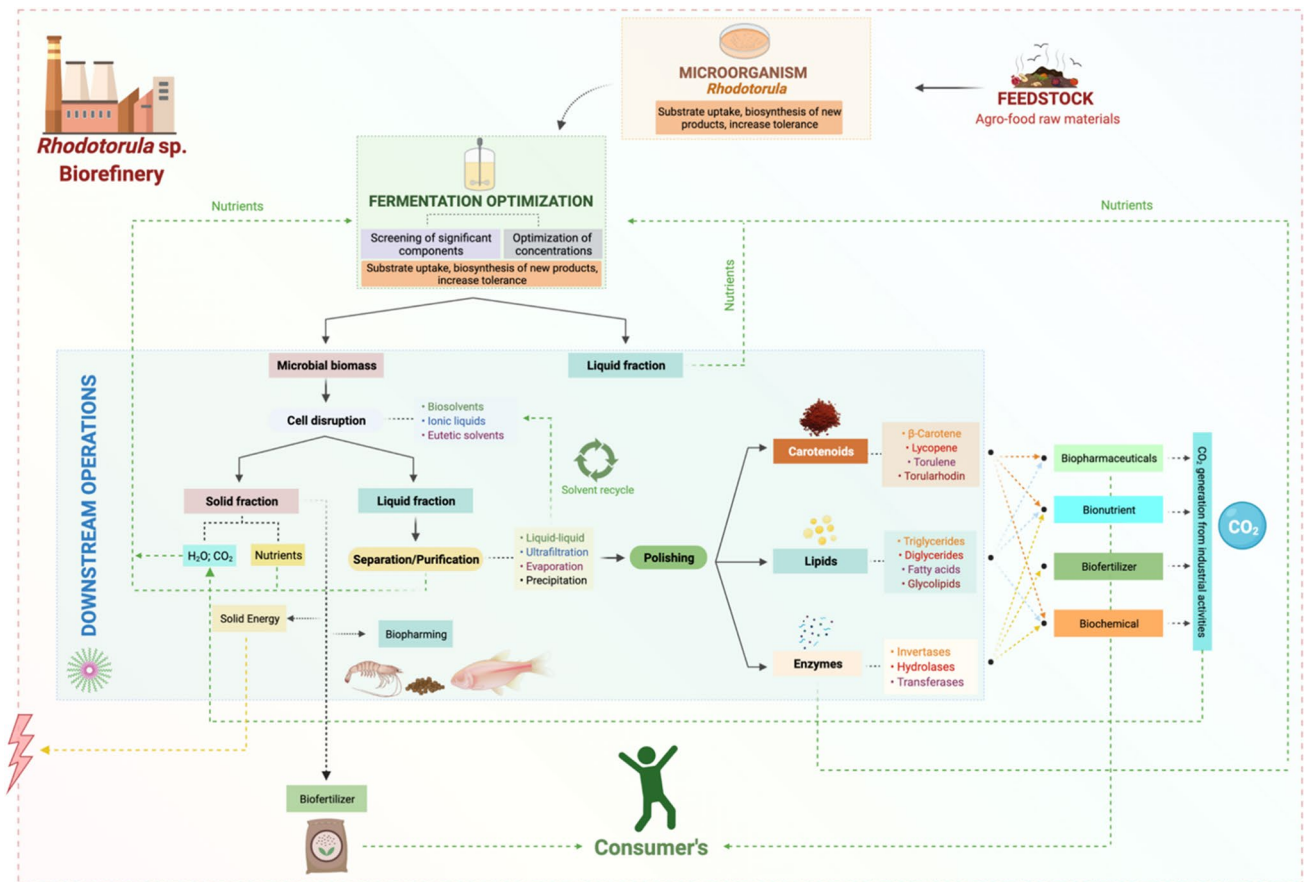 MICROORGANISM
Rhodotorula
Substrate uptake, biosynthesis of new
products, increase tolerance
FEEDSTOCK
Agro-food raw materials
Rhodotorula sp.
Biorefinery
FERMENTATION OPTIMIZATION
Screening of significant
components
Optimization of
concentrations
Substrate uptake, biosynthesis of new products,
increase tolerance
Nutrients
Nutrients
Nutrients
DOWNSTREAM OPERATIONS
Microbial biomass
Liquid fraction
Cell disruption
• Biosolvents
• Ionic liquids
• Eutetic solvents
Solvent recycle
Solid fraction
Liquid fraction
H₂O; CO₂
Nutrients
Separation/Purification
• Liquid-liquid
• Ultrafiltration
• Evaporation
• Precipitation
Polishing
Solid Energy
Biopharming
Carotenoids
• β-Carotene
• Lycopene
• Torulene
• Torularhodin
Lipids
• Triglycerides
• Diglycerides
• Fatty acids
• Glycolipids
Enzymes
• Invertases
• Hydrolases
• Transferases
Biopharmaceuticals
Bionutrient
Biofertilizer
Biochemical
CO₂ generation from industrial activities
CO₂
Biofertilizer
Consumer's